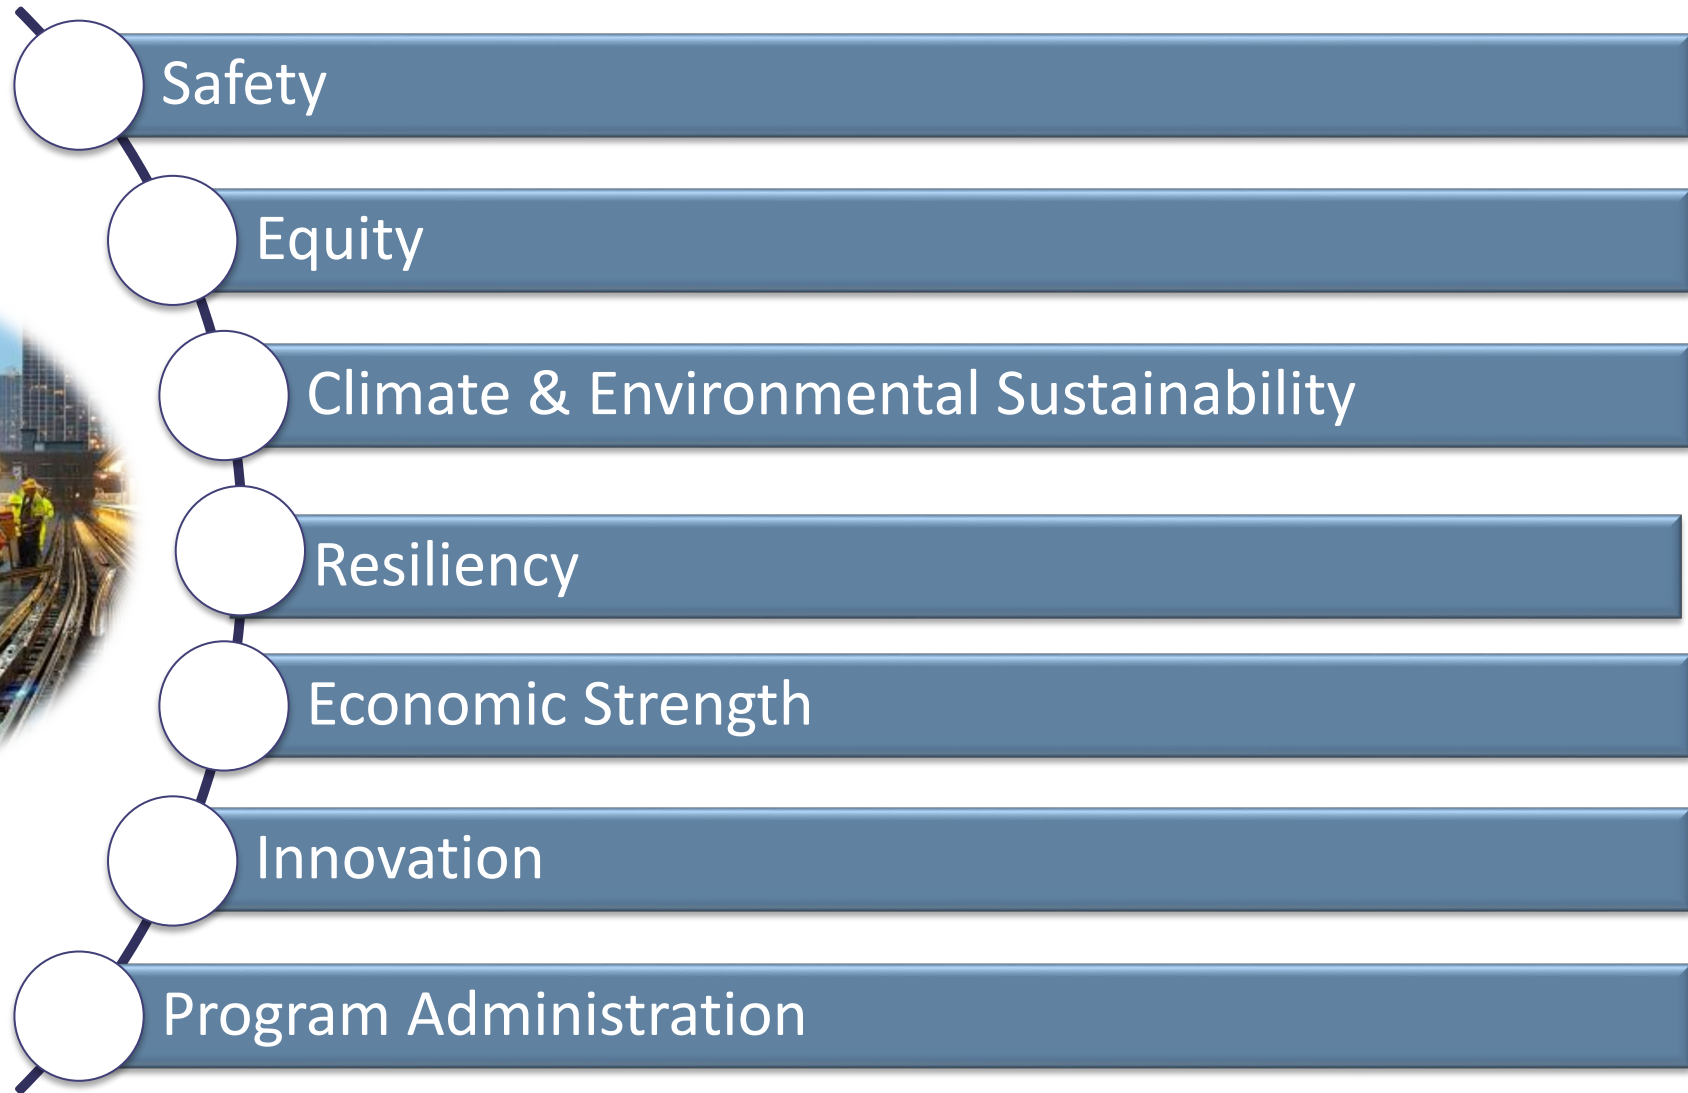 Safety
Equity
Climate & Environmental Sustainability
Resiliency
Economic Strength
Innovation
Program Administration